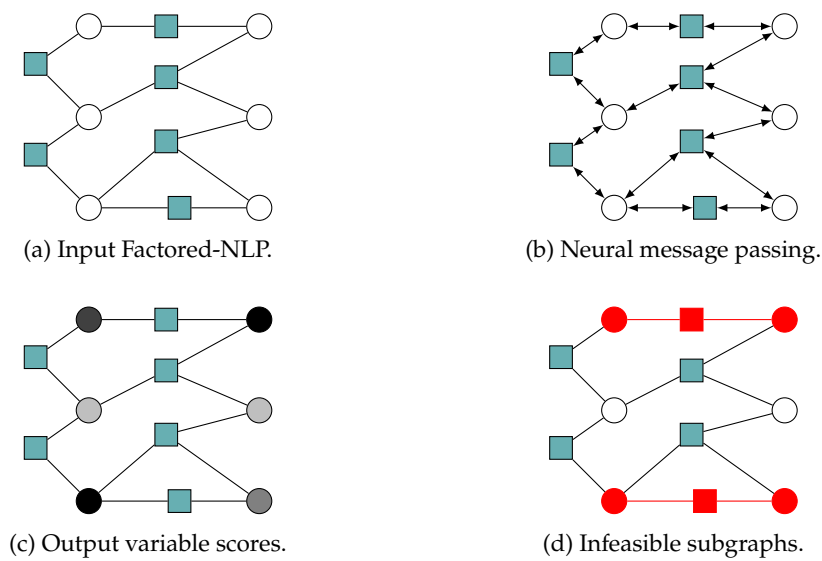 (a) Input Factored-NLP.
(b) Neural message passing.
(c) Output variable scores.
(d) Infeasible subgraphs.